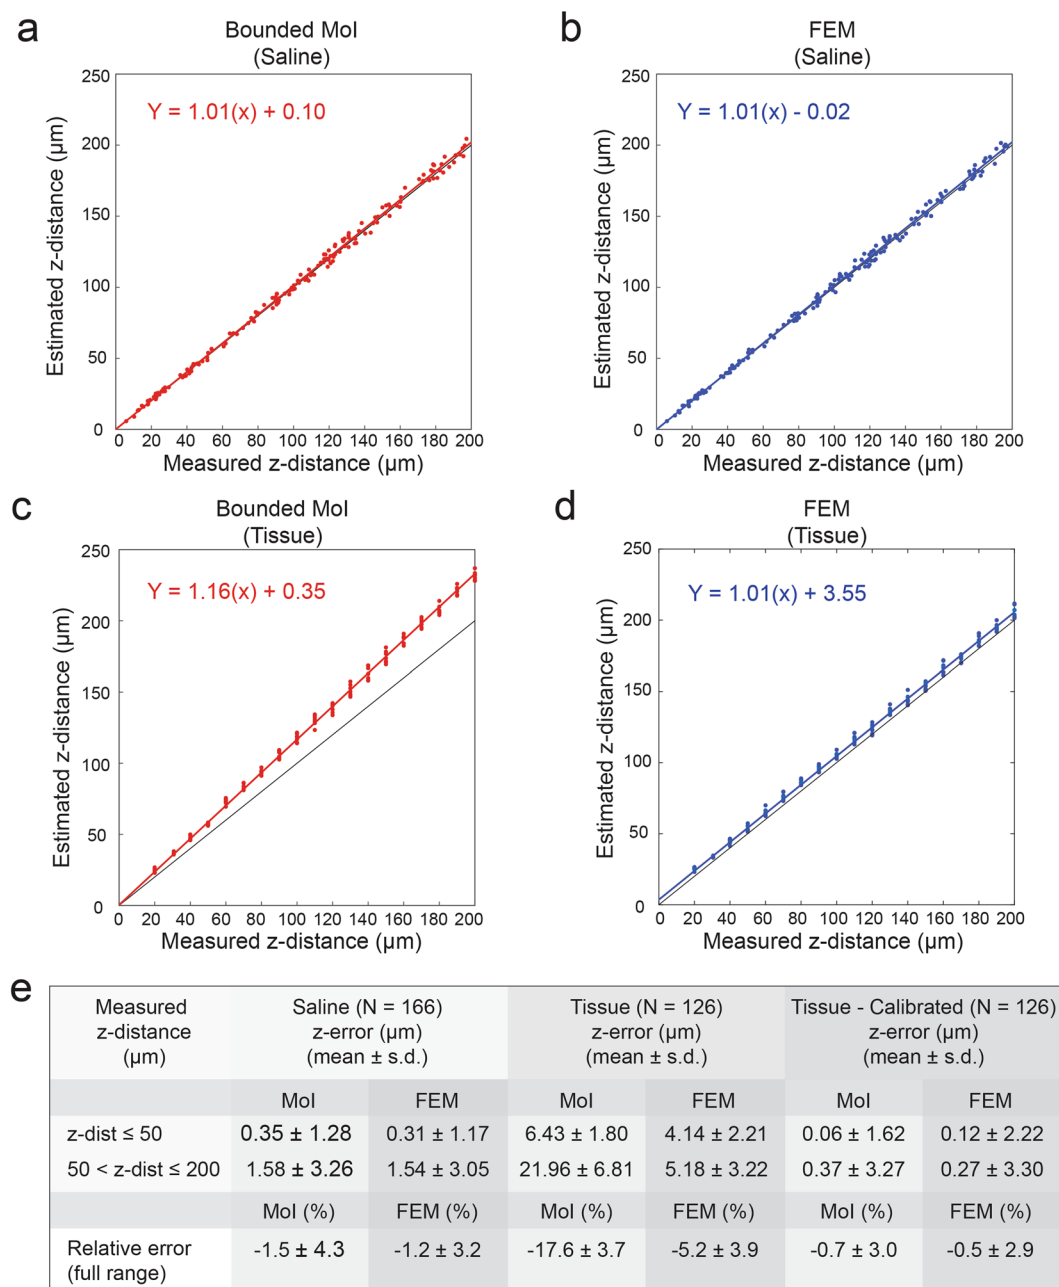 a
Bounded MoI
(Saline)
Y = 1.01(x) + 0.10
Estimated z-distance (µm)
250
200
150
100
50
0
0 20 40 60 80 100 120 140 160 180 200
Measured z-distance (µm)
b
FEM
(Saline)
Y = 1.01(x) - 0.02
Estimated z-distance (µm)
250
200
150
100
50
0
0 20 40 60 80 100 120 140 160 180 200
Measured z-distance (µm)
c
Bounded MoI
(Tissue)
Y = 1.16(x) + 0.35
Estimated z-distance (µm)
250
200
150
100
50
0
0 20 40 60 80 100 120 140 160 180 200
Measured z-distance (µm)
d
FEM
(Tissue)
Y = 1.01(x) + 3.55
Estimated z-distance (µm)
250
200
150
100
50
0
0 20 40 60 80 100 120 140 160 180 200
Measured z-distance (µm)
e
Measured
z-distance
(µm)
Saline (N = 166)
z-error (µm)
(mean ± s.d.)
Tissue (N = 126)
z-error (µm)
(mean ± s.d.)
Tissue - Calibrated (N = 126)
z-error (µm)
(mean ± s.d.)
MoI FEM MoI FEM MoI FEM
z-dist ≤ 50 0.35 ± 1.28 0.31 ± 1.17 6.43 ± 1.80 4.14 ± 2.21 0.06 ± 1.62 0.12 ± 2.22
50 < z-dist ≤ 200 1.58 ± 3.26 1.54 ± 3.05 21.96 ± 6.81 5.18 ± 3.22 0.37 ± 3.27 0.27 ± 3.30
MoI (%) FEM (%) MoI (%) FEM (%) MoI (%) FEM (%)
Relative error
(full range)
-1.5 ± 4.3 -1.2 ± 3.2 -17.6 ± 3.7 -5.2 ± 3.9 -0.7 ± 3.0 -0.5 ± 2.9